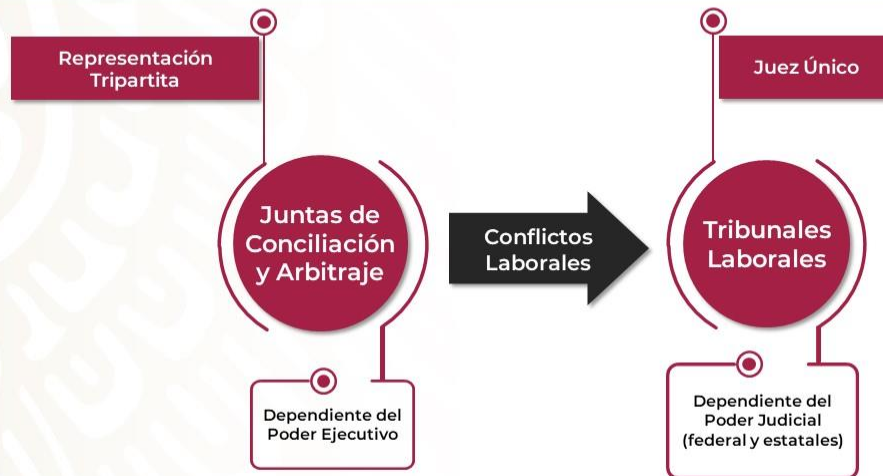 Representación
Tripartita
Juez Único
Juntas de
Conciliación
y Arbitraje
Conflictos
Laborales
Tribunales
Laborales
Dependiente del
Poder Ejecutivo
Dependiente del
Poder Judicial
(federal y estatales)